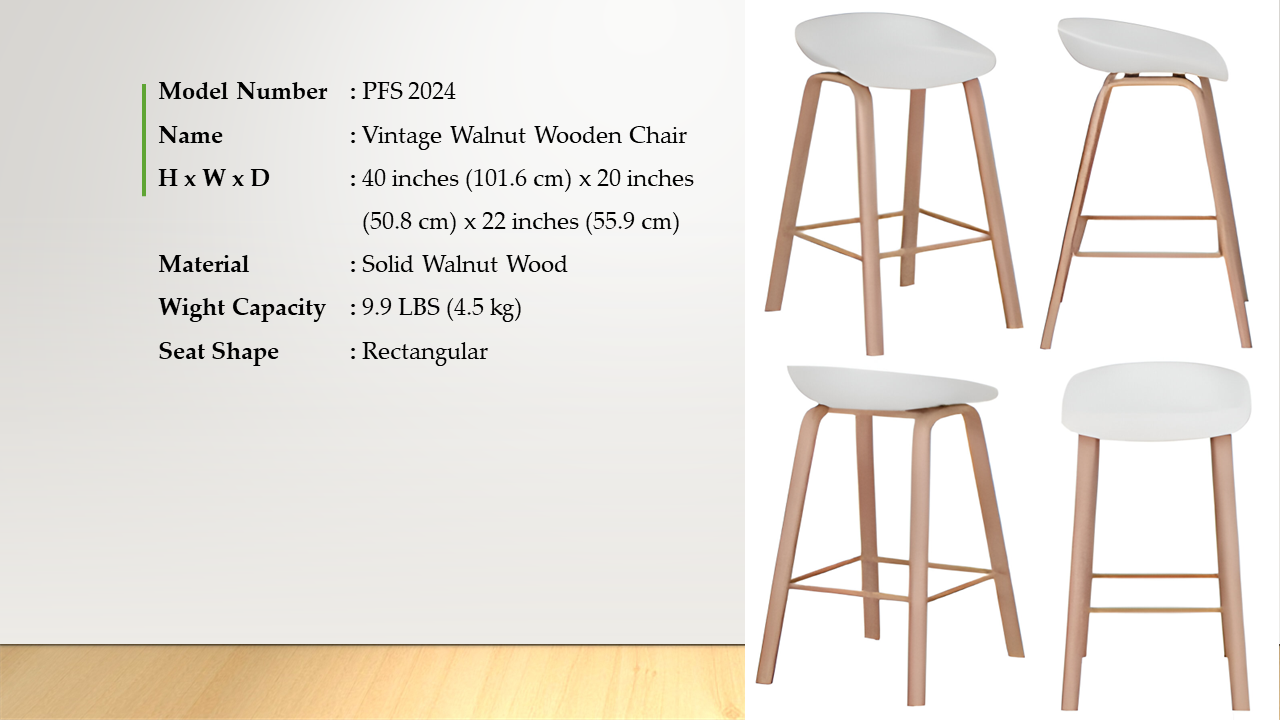 Model Number : PFS 2024
Name : Vintage Walnut Wooden Chair
H x W x D : 40 inches (101.6 cm) x 20 inches
(50.8 cm) x 22 inches (55.9 cm)
Material : Solid Walnut Wood
Wight Capacity : 9.9 LBS (4.5 kg)
Seat Shape : Rectangular